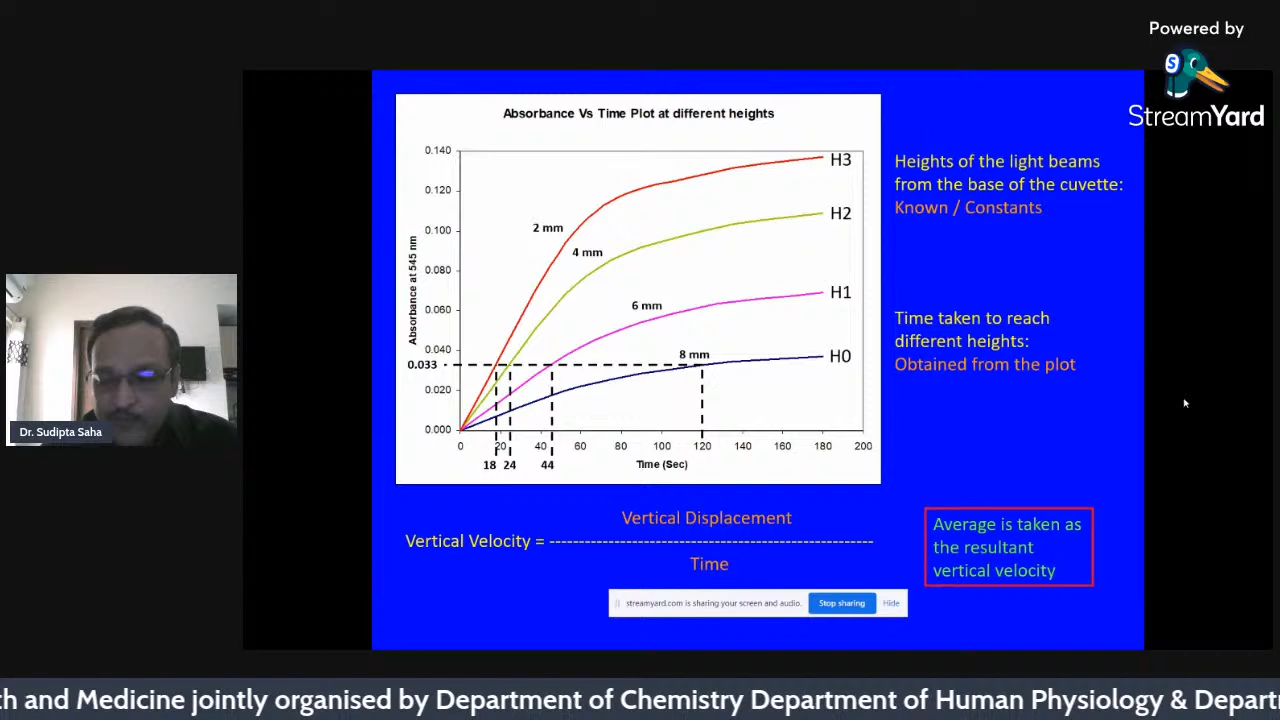 Powered by
StreamYard
Absorbance Vs Time Plot at different heights
0.140
0.120
0.100
0.080
0.060
0.040
0.033
0.020
0.000
Absorbance at 545 nm
H3
H2
H1
H0
2 mm
4 mm
6 mm
8 mm
0 20 40 60 80 100 120 140 160 180 200
18 24 44
Time (Sec)
Heights of the light beams
from the base of the cuvette:
Known / Constants
Time taken to reach
different heights:
Obtained from the plot
Dr. Sudipta Saha
Vertical Displacement
Vertical Velocity = ------------------------------------------------------
Time
Average is taken as
the resultant
vertical velocity
streamyard.com is sharing your screen and audio. Stop sharing Hide
th and Medicine jointly organised by Department of Chemistry Department of Human Physiology & Depart